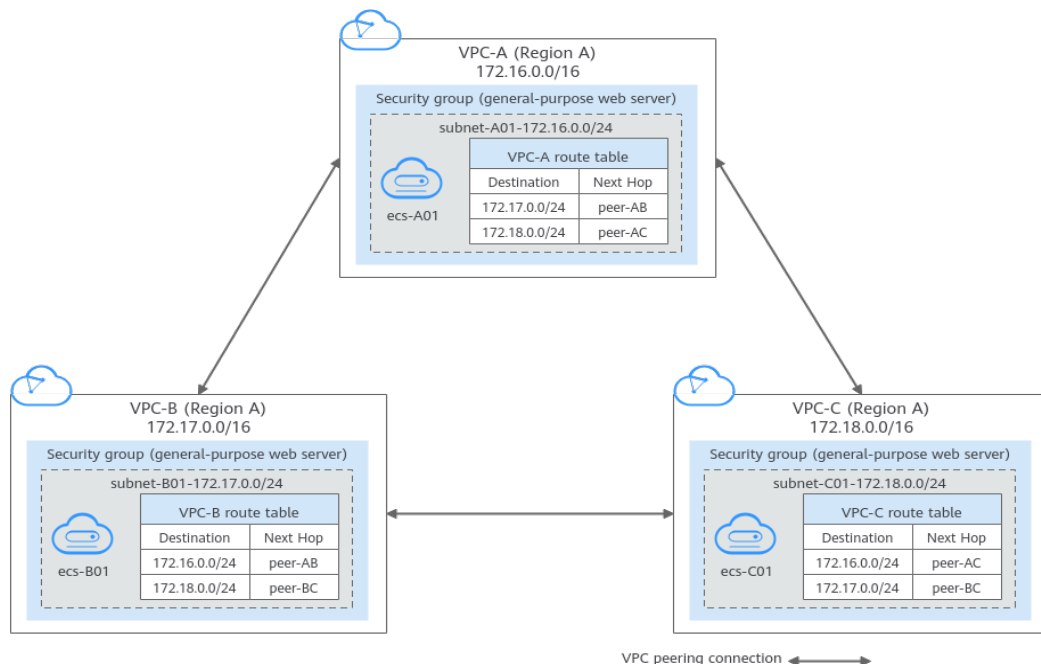 VPC-A (Region A)
172.16.0.0/16
Security group (general-purpose web server)
subnet-A01-172.16.0.0/24
VPC-A route table
Destination Next Hop
172.17.0.0/24 peer-AB
172.18.0.0/24 peer-AC
ecs-A01
VPC-B (Region A)
172.17.0.0/16
Security group (general-purpose web server)
subnet-B01-172.17.0.0/24
VPC-B route table
Destination Next Hop
172.16.0.0/24 peer-AB
172.18.0.0/24 peer-BC
ecs-B01
VPC-C (Region A)
172.18.0.0/16
Security group (general-purpose web server)
subnet-C01-172.18.0.0/24
VPC-C route table
Destination Next Hop
172.16.0.0/24 peer-AC
172.17.0.0/24 peer-BC
ecs-C01
VPC peering connection